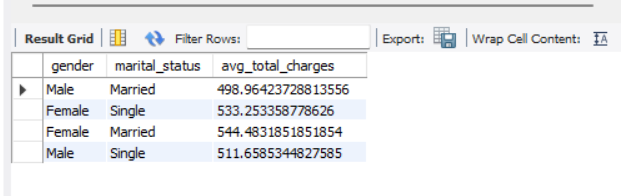 Result Grid Filter Rows: Export: Wrap Cell Content: IA
gender marital_status avg_total_charges
Male Married 498.96423728813556
Female Single 533.253358778626
Female Married 544.4831851851854
Male Single 511.6585344827585